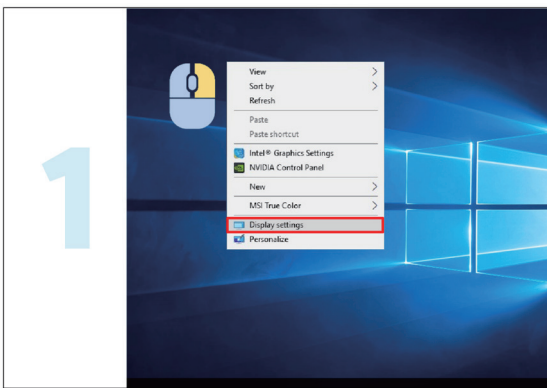 1
View
Sort by
Refresh
Paste
Paste shortcut
Intel® Graphics Settings
NVIDIA Control Panel
New
MSI True Color
Display settings
Personalize